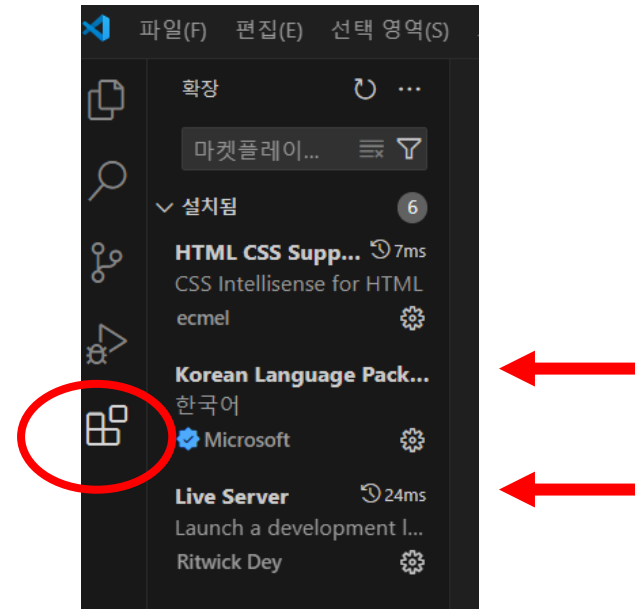 파일(F) 편집(E) 선택 영역(S)
확장
마켓플레이...
설치됨 6
HTML CSS Supp... 7ms
CSS Intellisense for HTML
ecmel
Korean Language Pack...
한국어
Microsoft
Live Server 24ms
Launch a development l...
Ritwick Dey